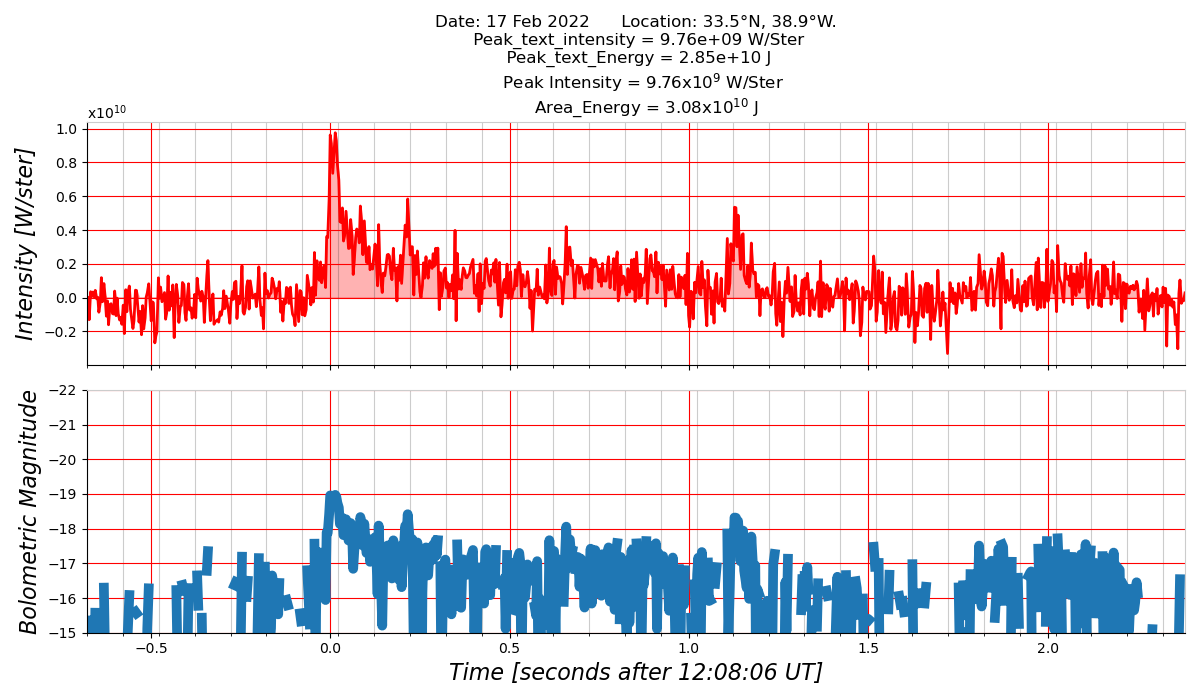 Date: 17 Feb 2022      Location: 33.5°N, 38.9°W.
Peak_text_intensity = 9.76e+09 W/Ster
Peak_text_Energy = 2.85e+10 J
Peak Intensity = 9.76x10⁹ W/Ster
Area_Energy = 3.08x10¹⁰ J
x10¹⁰
Intensity [W/ster]
1.0
0.8
0.6
0.4
0.2
0.0
−0.2
Bolometric Magnitude
−22
−21
−20
−19
−18
−17
−16
−15
−0.5 0.0 0.5 1.0 1.5 2.0
Time [seconds after 12:08:06 UT]